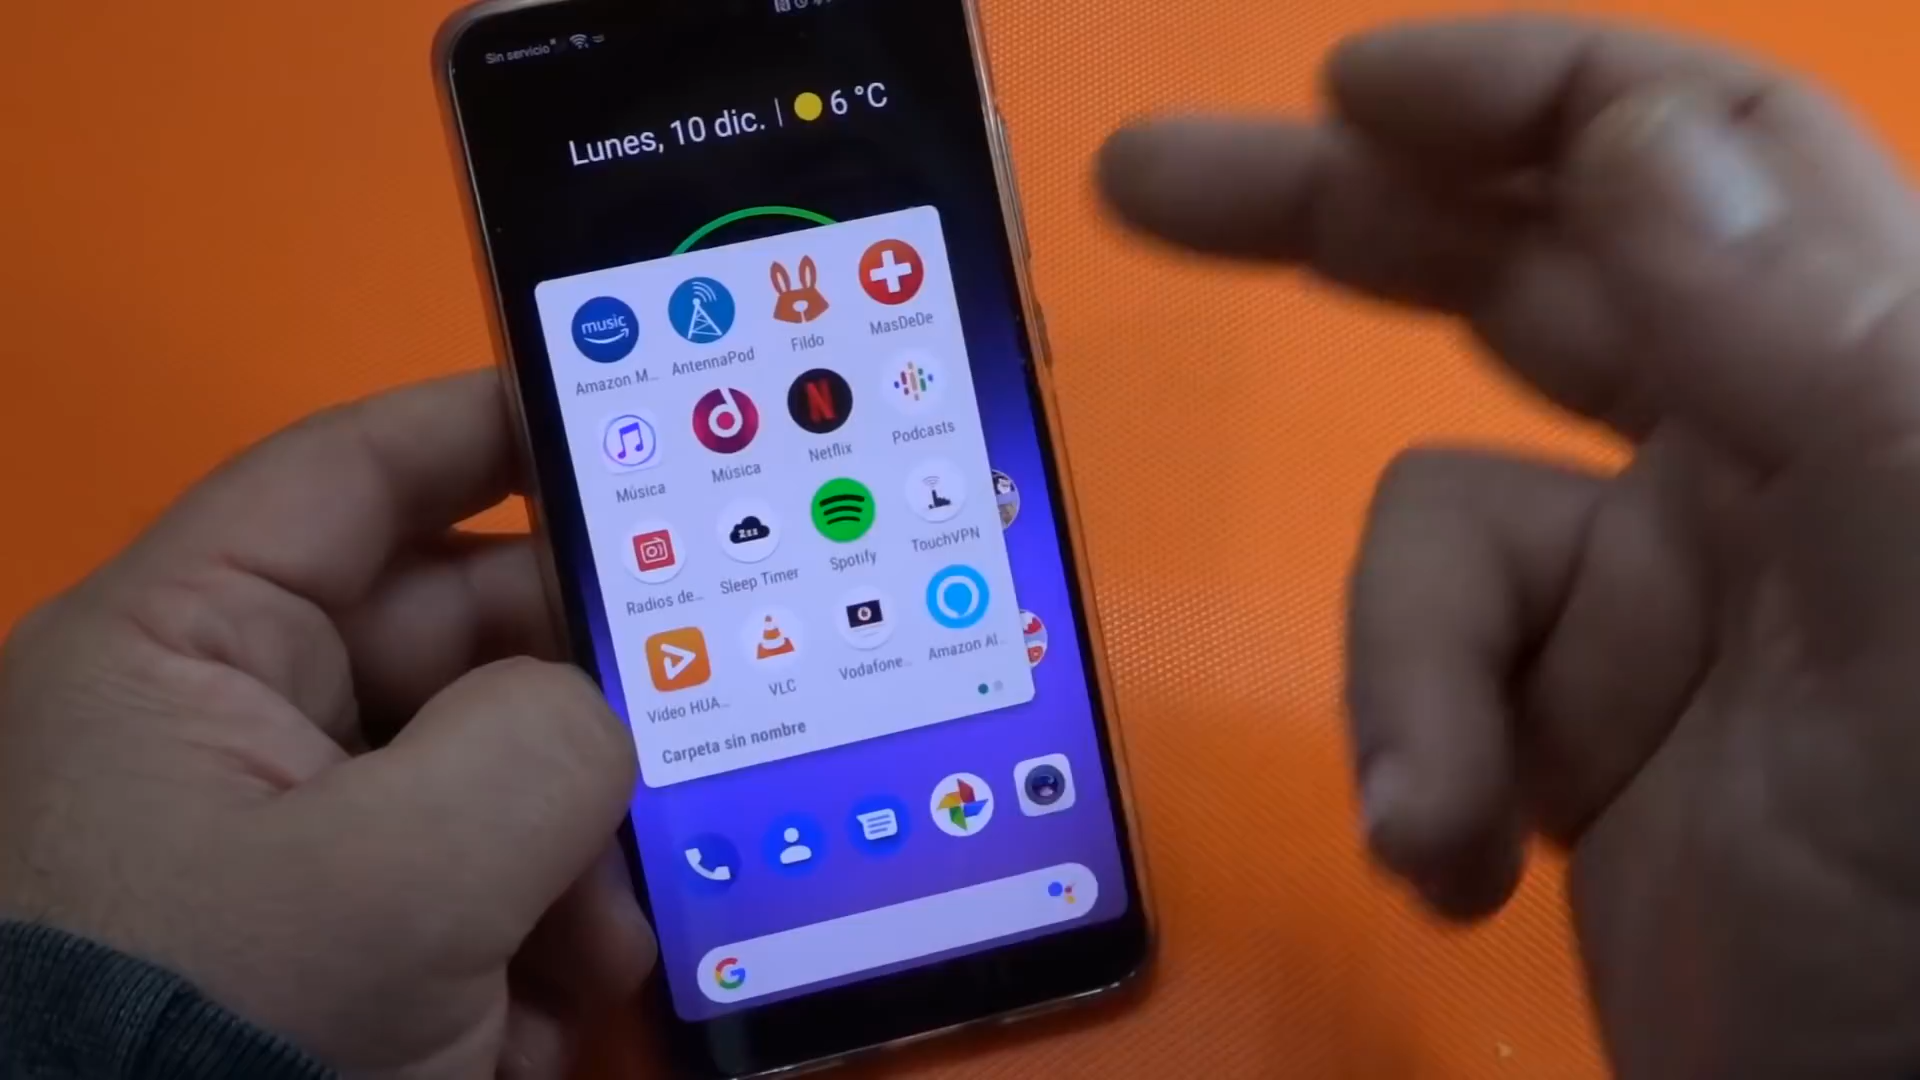 Sin servicio
Lunes, 10 dic. | 6 °C
music
Amazon M...
AntennaPod
Fildo
MasDeDe
Música
Música
Netflix
Podcasts
Radios de...
Zzz
Sleep Timer
Spotify
TouchVPN
Video HUA...
VLC
Vodafone...
Amazon Al...
Carpeta sin nombre